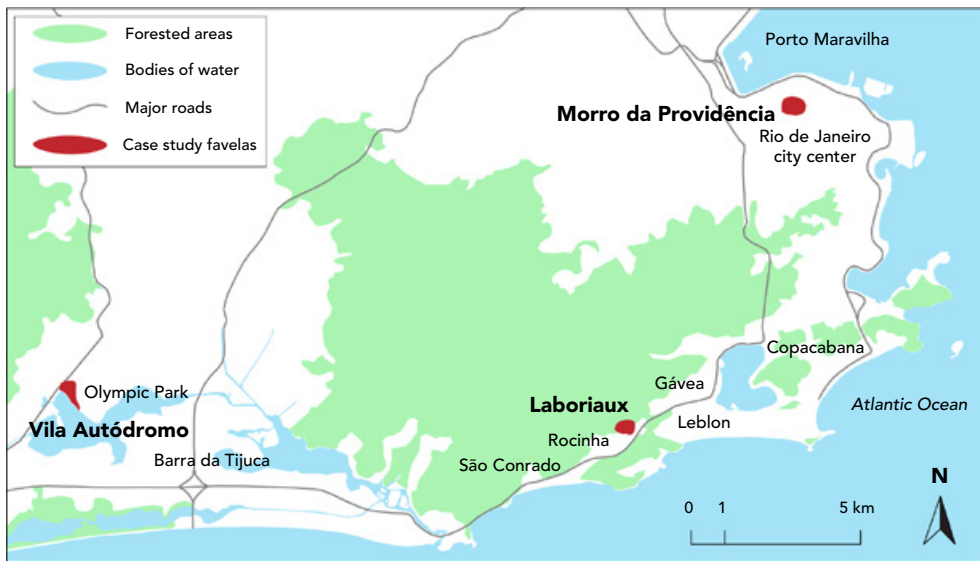 Forested areas
Bodies of water
Major roads
Case study favelas
Porto Maravilha
Morro da Providência
Rio de Janeiro
city center
Copacabana
Gávea
Olympic Park
Laboriaux
Atlantic Ocean
Leblon
Vila Autódromo
Rocinha
Barra da Tijuca
São Conrado
N
0 1 5 km